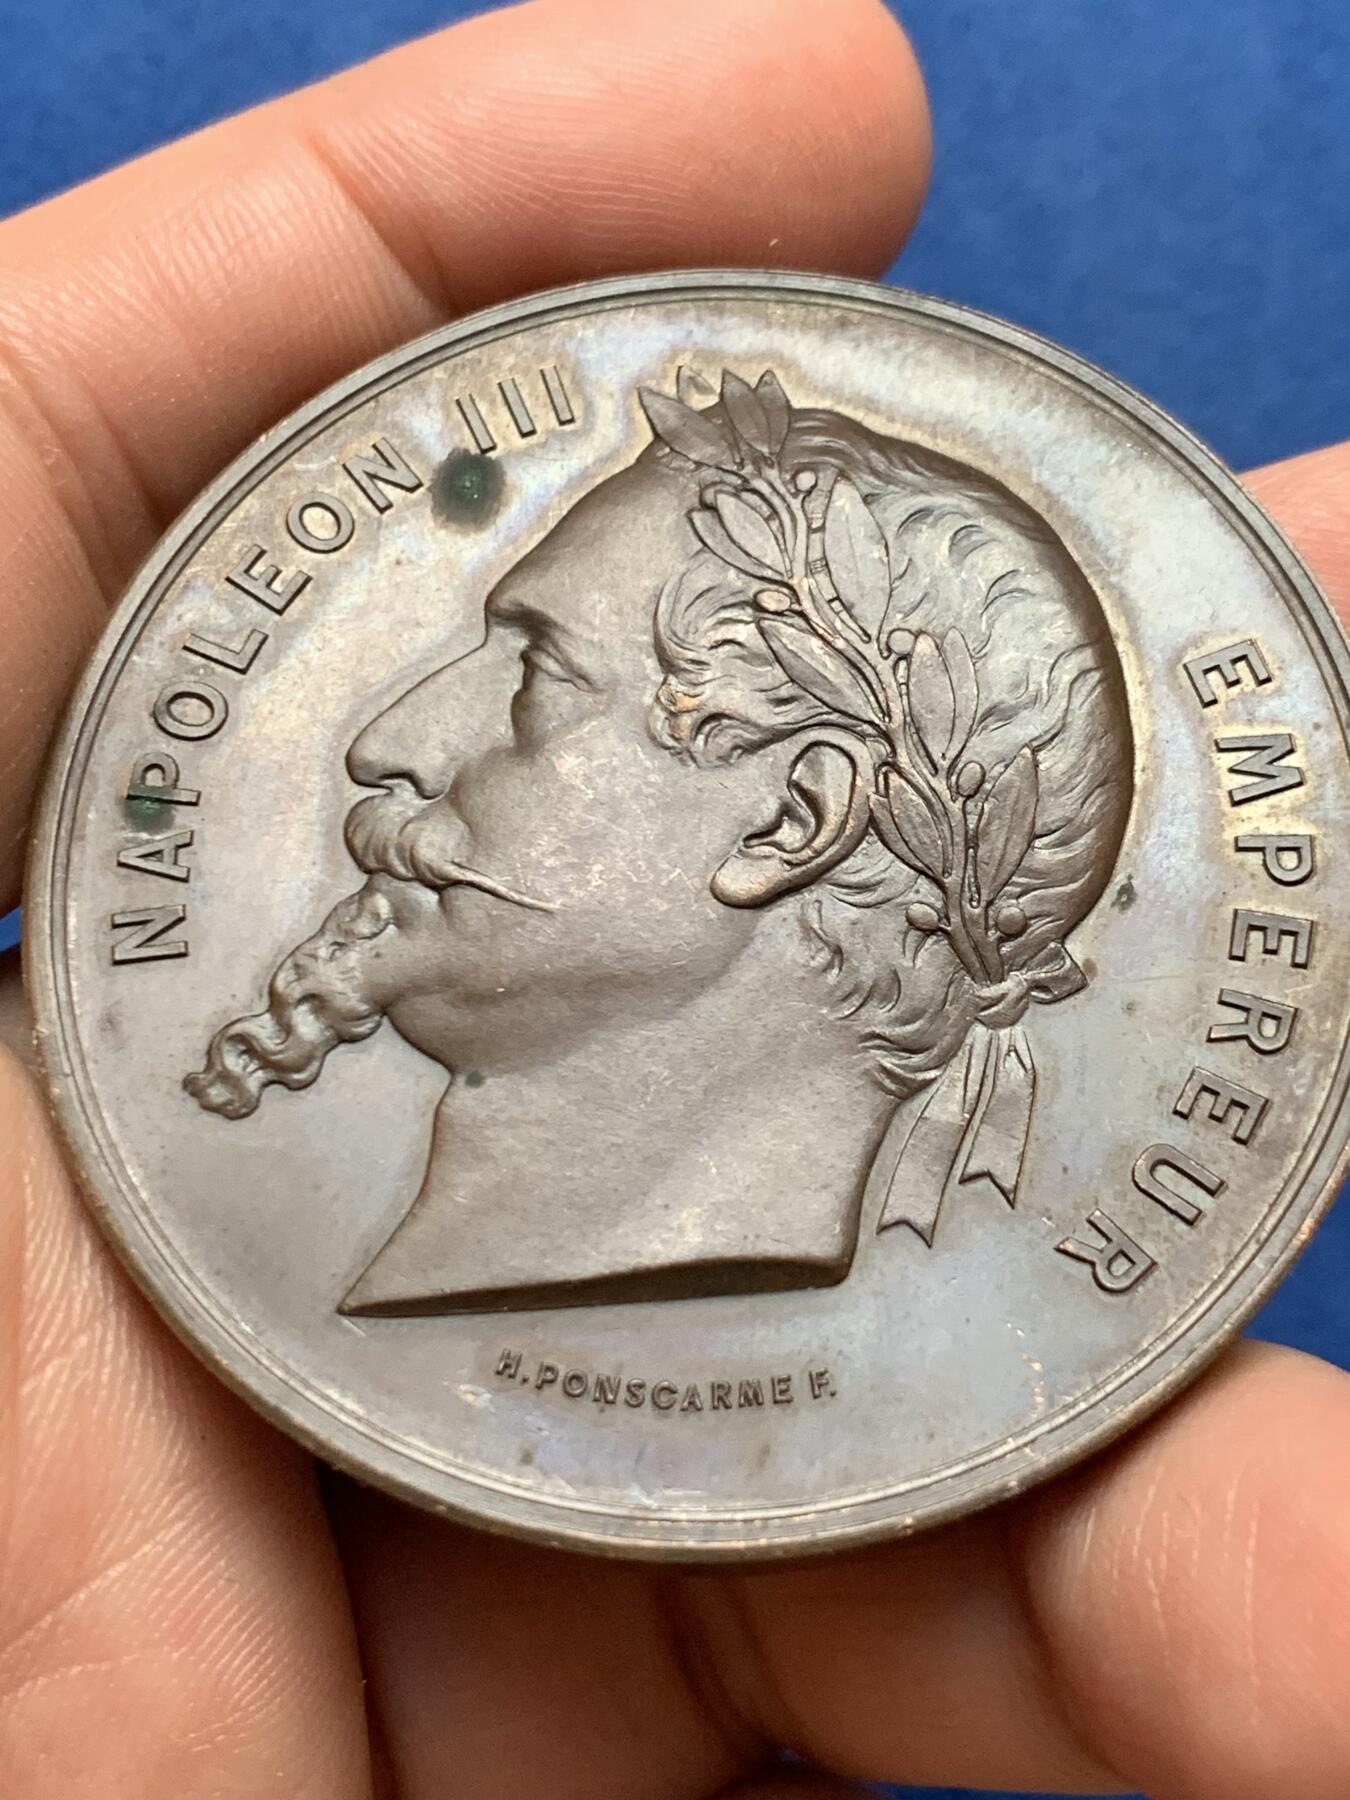 NAPOLEON III
EMPEREUR
H. PONSCARME F.